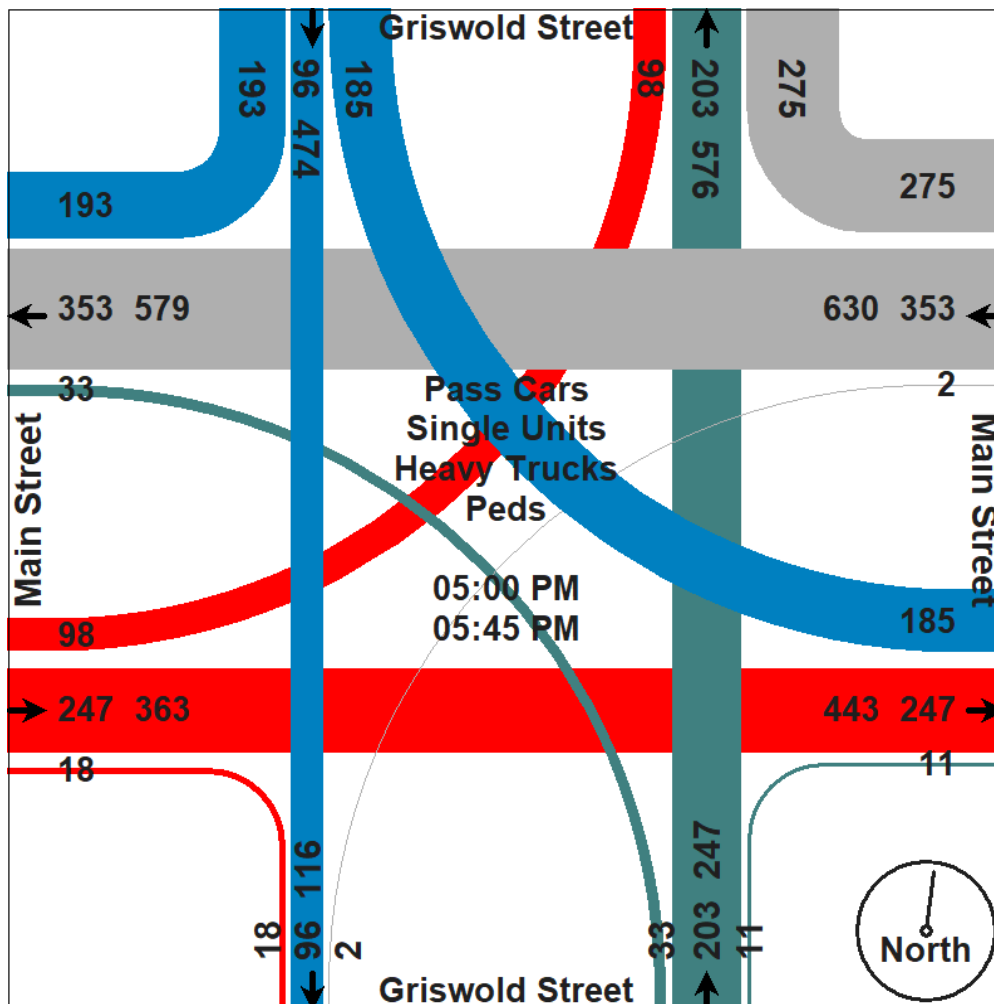 Griswold Street
193
96 474
185
98
203 576
275
193
275
353 579
630 353
33
2
Pass Cars
Single Units
Heavy Trucks
Peds
Main Street
Main Street
05:00 PM
05:45 PM
98
185
247 363
443 247
18
11
18
96 116
2
33
203 247
11
North
Griswold Street